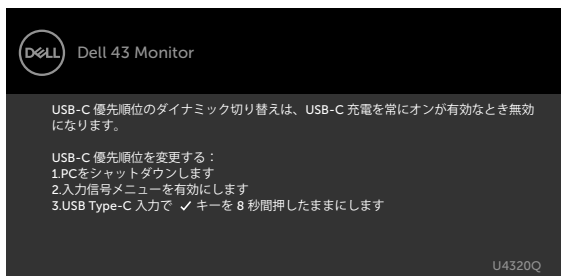 DELL
Dell 43 Monitor
USB-C 優先順位のダイナミック切り替えは、USB-C 充電を常にオンが有効なとき無効
になります。
USB-C 優先順位を変更する：
1.PCをシャットダウンします
2.入力信号メニューを有効にします
3.USB Type-C 入力で ✓ キーを 8 秒間押したままにします
U4320Q